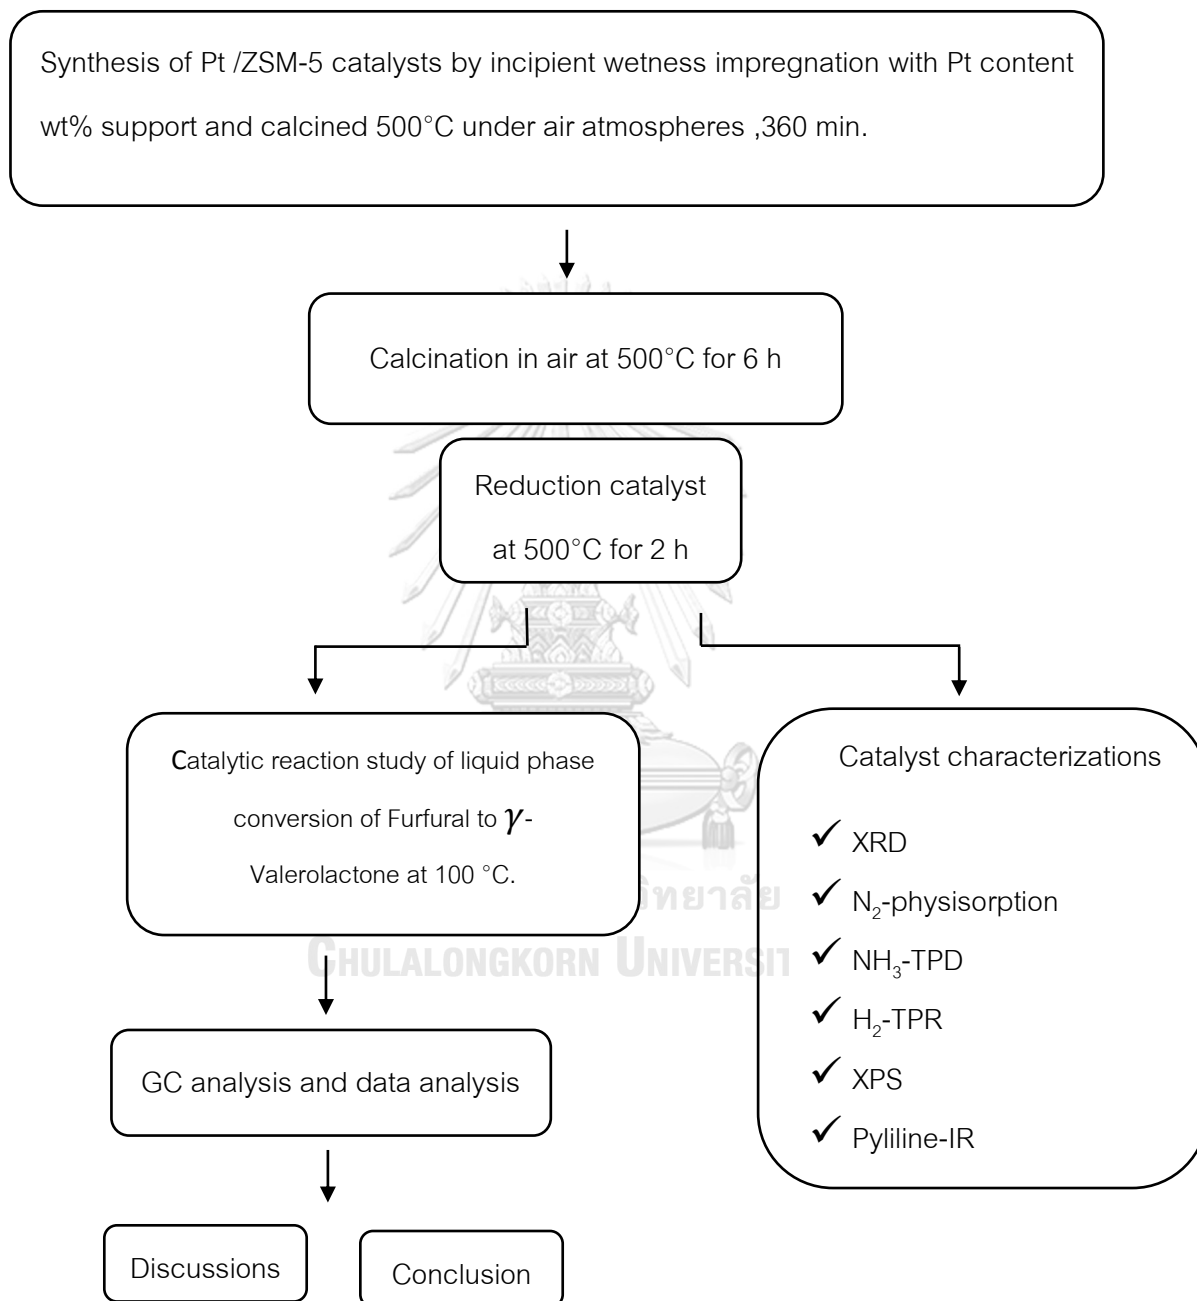 Synthesis of Pt /ZSM-5 catalysts by incipient wetness impregnation with Pt content
wt% support and calcined 500°C under air atmospheres ,360 min.
Calcination in air at 500°C for 6 h
Reduction catalyst
at 500°C for 2 h
Catalytic reaction study of liquid phase
conversion of Furfural to γ-
Valerolactone at 100 °C.
Catalyst characterizations
✓ XRD
✓ N₂-physisorption
✓ NH₃-TPD
✓ H₂-TPR
✓ XPS
✓ Pyliline-IR
CHULALONGKORN
GC analysis and data analysis
Discussions
Conclusion